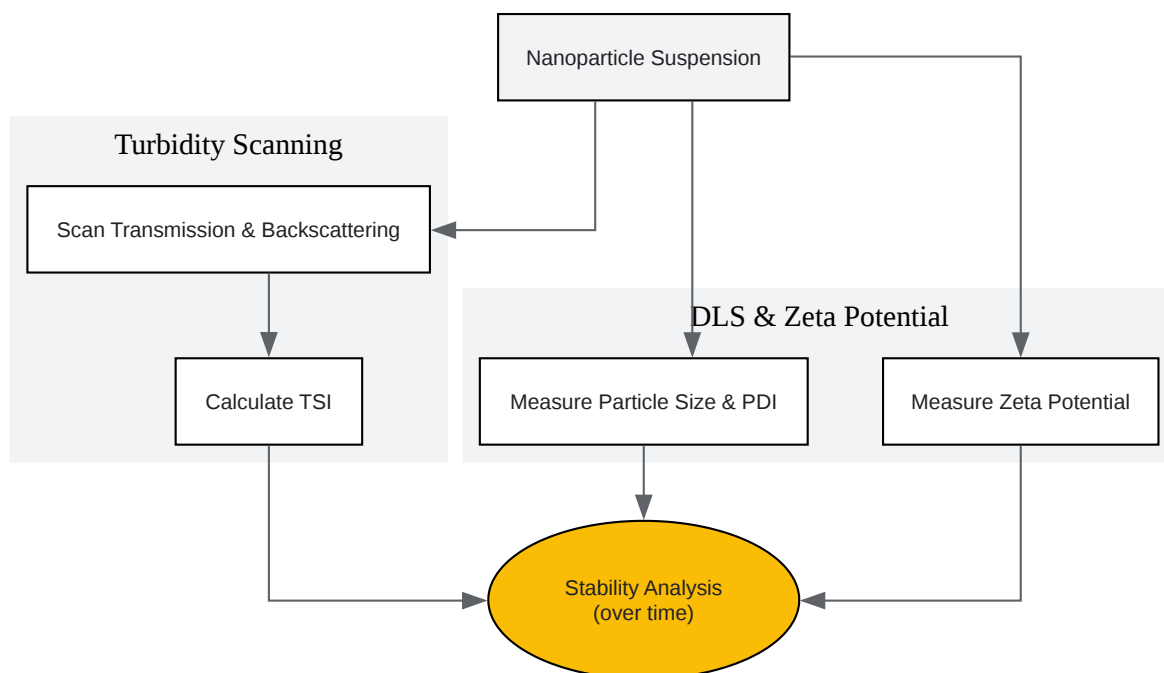 Nanoparticle Suspension
Turbidity Scanning
Scan Transmission & Backscattering
DLS & Zeta Potential
Calculate TSI
Measure Particle Size & PDI
Measure Zeta Potential
Stability Analysis
(over time)